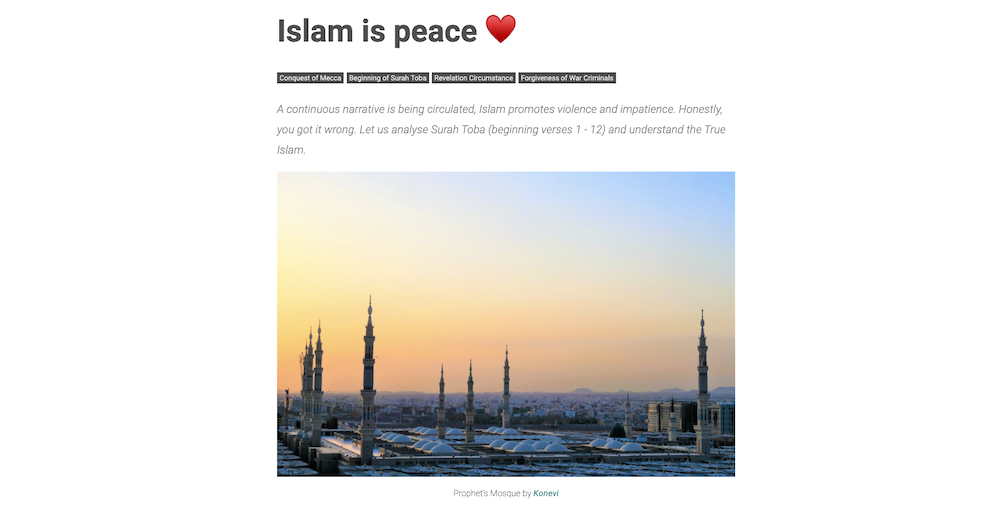 Islam is peace ♥️
Conquest of Mecca Beginning of Surah Toba Revelation Circumstance Forgiveness of War Criminals
A continuous narrative is being circulated, Islam promotes violence and impatience. Honestly,
you got it wrong. Let us analyse Surah Toba (beginning verses 1 - 12) and understand the True
Islam.
Prophet's Mosque by Konevi